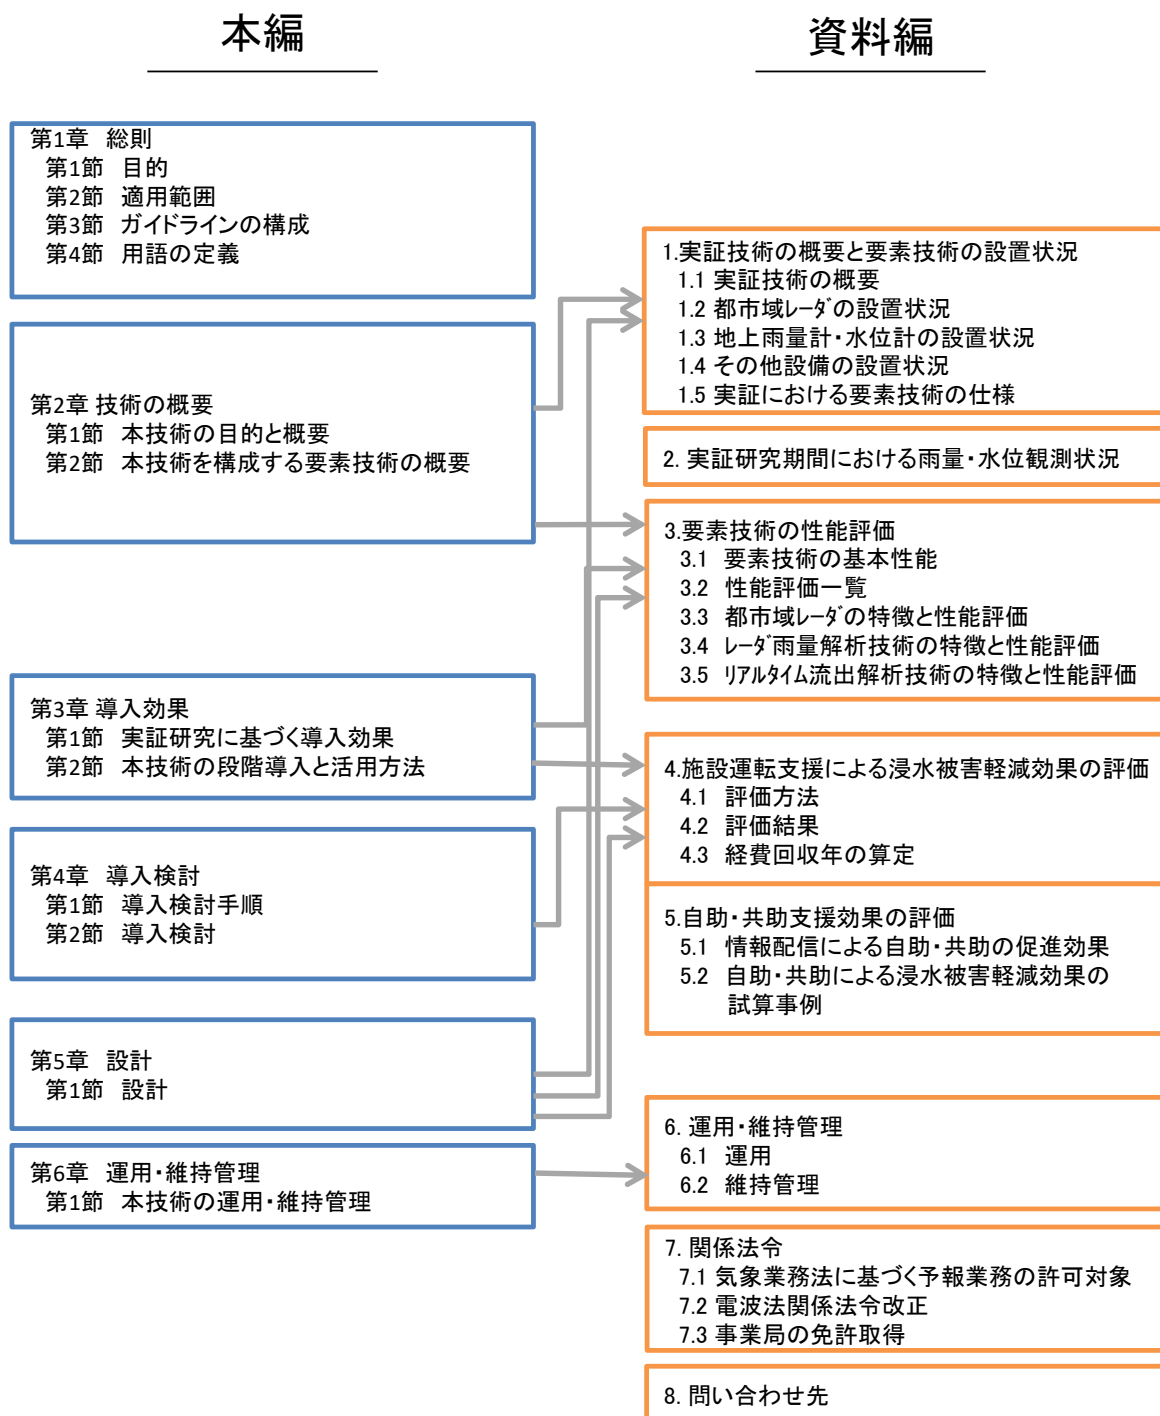 本編
第1章 総則
第1節 目的
第2節 適用範囲
第3節 ガイドラインの構成
第4節 用語の定義
第2章 技術の概要
第1節 本技術の目的と概要
第2節 本技術を構成する要素技術の概要
第3章 導入効果
第1節 実証研究に基づく導入効果
第2節 本技術の段階導入と活用方法
第4章 導入検討
第1節 導入検討手順
第2節 導入検討
第5章 設計
第1節 設計
第6章 運用・維持管理
第1節 本技術の運用・維持管理
資料編
1.実証技術の概要と要素技術の設置状況
1.1 実証技術の概要
1.2 都市域ﾚｰﾀﾞの設置状況
1.3 地上雨量計・水位計の設置状況
1.4 その他設備の設置状況
1.5 実証における要素技術の仕様
2. 実証研究期間における雨量・水位観測状況
3.要素技術の性能評価
3.1 要素技術の基本性能
3.2 性能評価一覧
3.3 都市域ﾚｰﾀﾞの特徴と性能評価
3.4 ﾚｰﾀﾞ雨量解析技術の特徴と性能評価
3.5 ﾘｱﾙﾀｲﾑ流出解析技術の特徴と性能評価
4.施設運転支援による浸水被害軽減効果の評価
4.1 評価方法
4.2 評価結果
4.3 経費回収年の算定
5.自助・共助支援効果の評価
5.1 情報配信による自助・共助の促進効果
5.2 自助・共助による浸水被害軽減効果の
試算事例
6. 運用・維持管理
6.1 運用
6.2 維持管理
7. 関係法令
7.1 気象業務法に基づく予報業務の許可対象
7.2 電波法関係法令改正
7.3 事業局の免許取得
8. 問い合わせ先